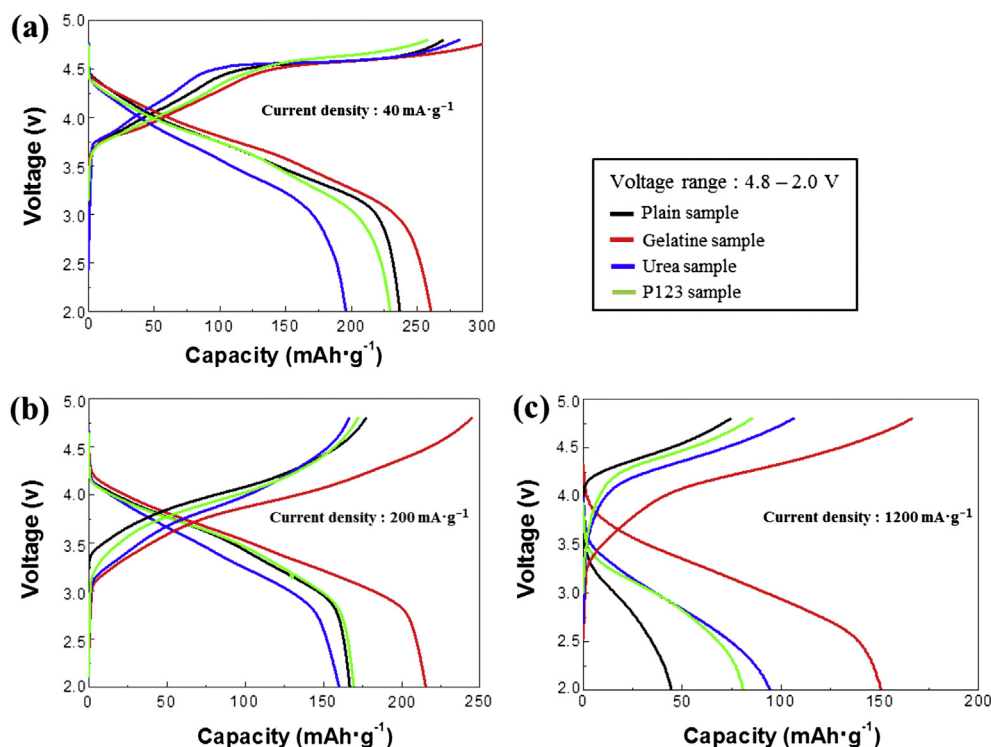 (a)
5.0
4.5
4.0
3.5
3.0
2.5
2.0
Voltage (v)
Current density : 40 mA·g⁻¹
0 50 100 150 200 250 300
Capacity (mAh·g⁻¹)
Voltage range : 4.8 – 2.0 V
Plain sample
Gelatine sample
Urea sample
P123 sample
(b)
5.0
4.5
4.0
3.5
3.0
2.5
2.0
Voltage (v)
Current density : 200 mA·g⁻¹
0 50 100 150 200 250
Capacity (mAh·g⁻¹)
(c)
5.0
4.5
4.0
3.5
3.0
2.5
2.0
Voltage (v)
Current density : 1200 mA·g⁻¹
0 50 100 150 200
Capacity (mAh·g⁻¹)